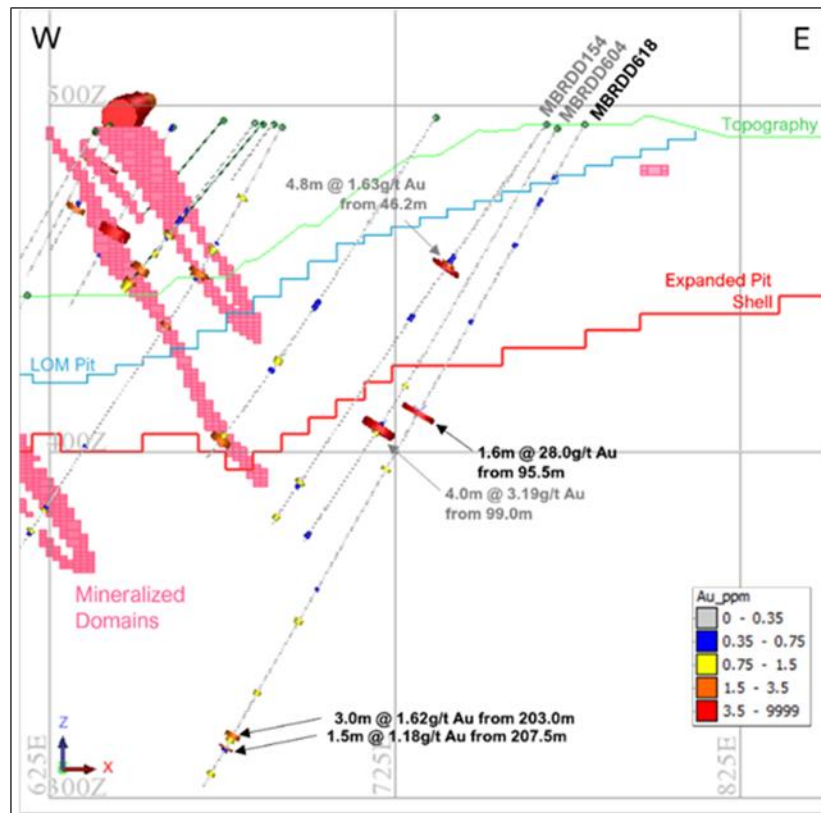 W
E
500Z
MBRDD154
MBRDD604
MBRDD618
Topography
4.8m @ 1.63g/t Au
from 46.2m
Expanded Pit
Shell
LOM Pit
400Z
1.6m @ 28.0g/t Au
from 95.5m
4.0m @ 3.19g/t Au
from 99.0m
Mineralized
Domains
Au_ppm
0 - 0.35
0.35 - 0.75
0.75 - 1.5
1.5 - 3.5
3.5 - 9999
3.0m @ 1.62g/t Au from 203.0m
1.5m @ 1.18g/t Au from 207.5m
Z
X
625E
725E
825E
300Z